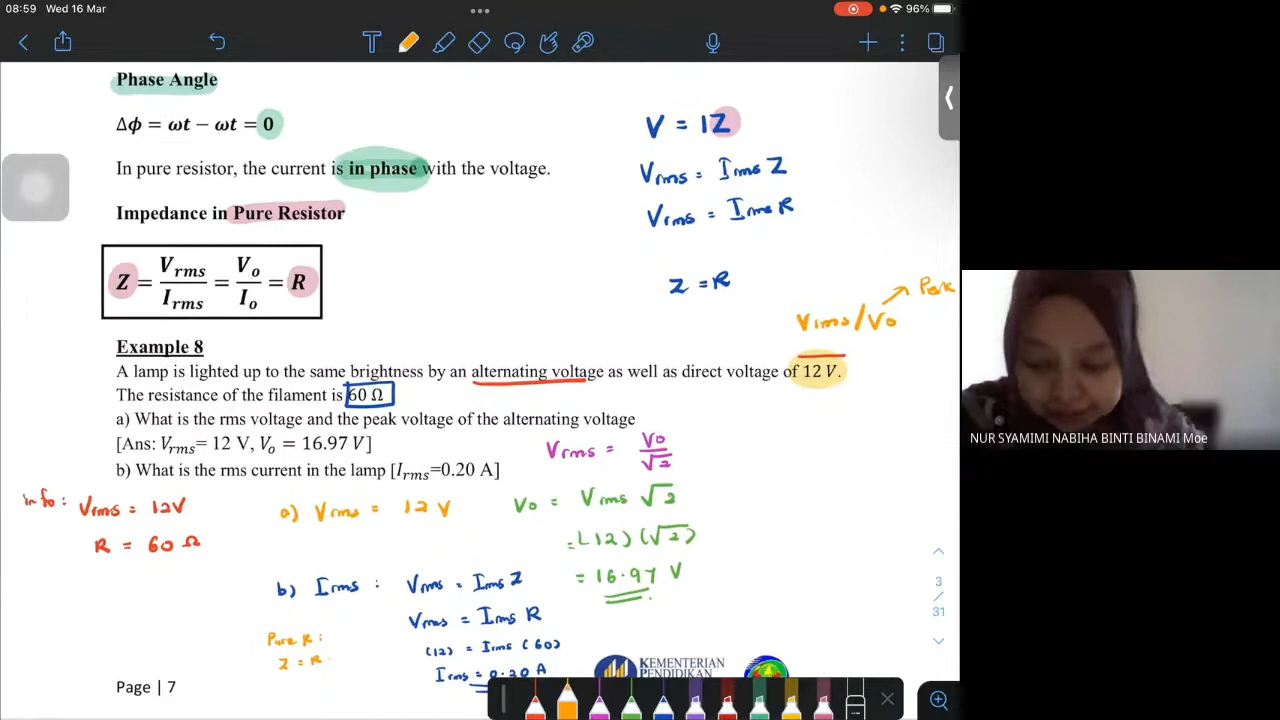 08:59 Wed 16 Mar
96%
Phase Angle
Δϕ = ωt − ωt = 0
In pure resistor, the current is in phase with the voltage.
Impedance in Pure Resistor
Z = Vrms / Irms = Vo / Io = R
V = IZ
Vrms = Irms Z
Vrms = Irms R
Z = R
Vrms / Vo
Peak
Example 8
A lamp is lighted up to the same brightness by an alternating voltage as well as direct voltage of 12 V.
The resistance of the filament is 60 Ω
a) What is the rms voltage and the peak voltage of the alternating voltage
[Ans: Vrms= 12 V, Vo = 16.97 V]
b) What is the rms current in the lamp [Irms=0.20 A]
info: Vrms = 12V
R = 60 Ω
a) Vrms = 12 V
Vrms = Vo / √2
Vo = Vrms √2
= (12) (√2)
= 16.97 V
b) Irms : Vrms = Irms Z
Vrms = Irms R
(12) = Irms (60)
Irms = 0.20 A
Pure R :
Z = R
KEMENTERIAN
PENDIDIKAN
Page | 7
3
/
31
NUR SYAMIMI NABIHA BINTI BINAMI Moe